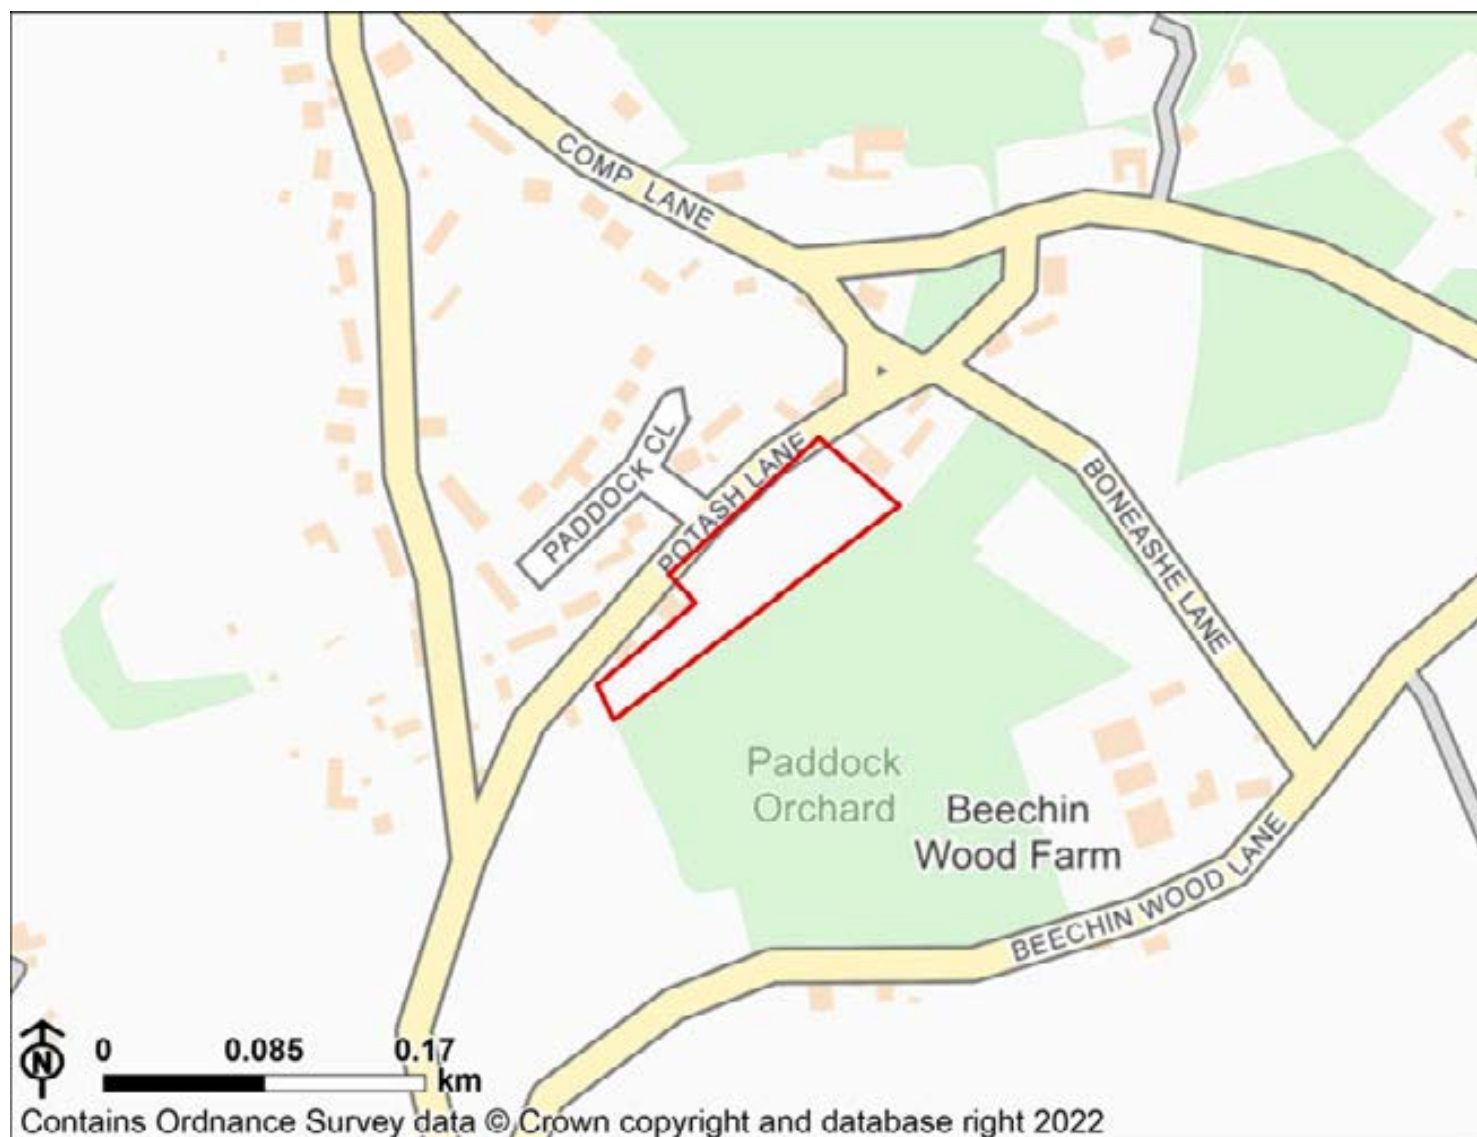 COMP LANE
PADDOCK CL
POTASH LANE
BONEASHE LANE
Paddock
Orchard
Beechin
Wood Farm
BEECHIN WOOD LANE
N
0 0.085 0.17
km
Contains Ordnance Survey data © Crown copyright and database right 2022